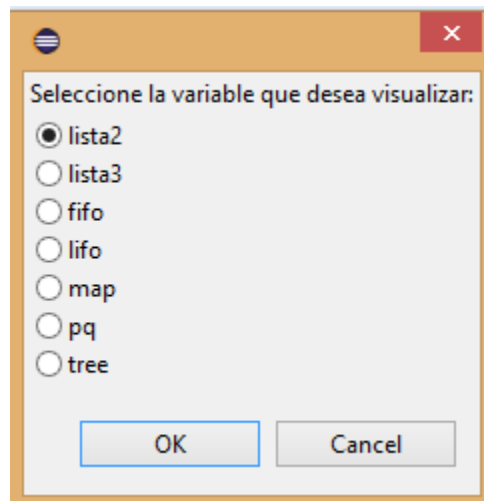 Seleccione la variable que desea visualizar:
lista2
lista3
fifo
lifo
map
pq
tree
OK Cancel